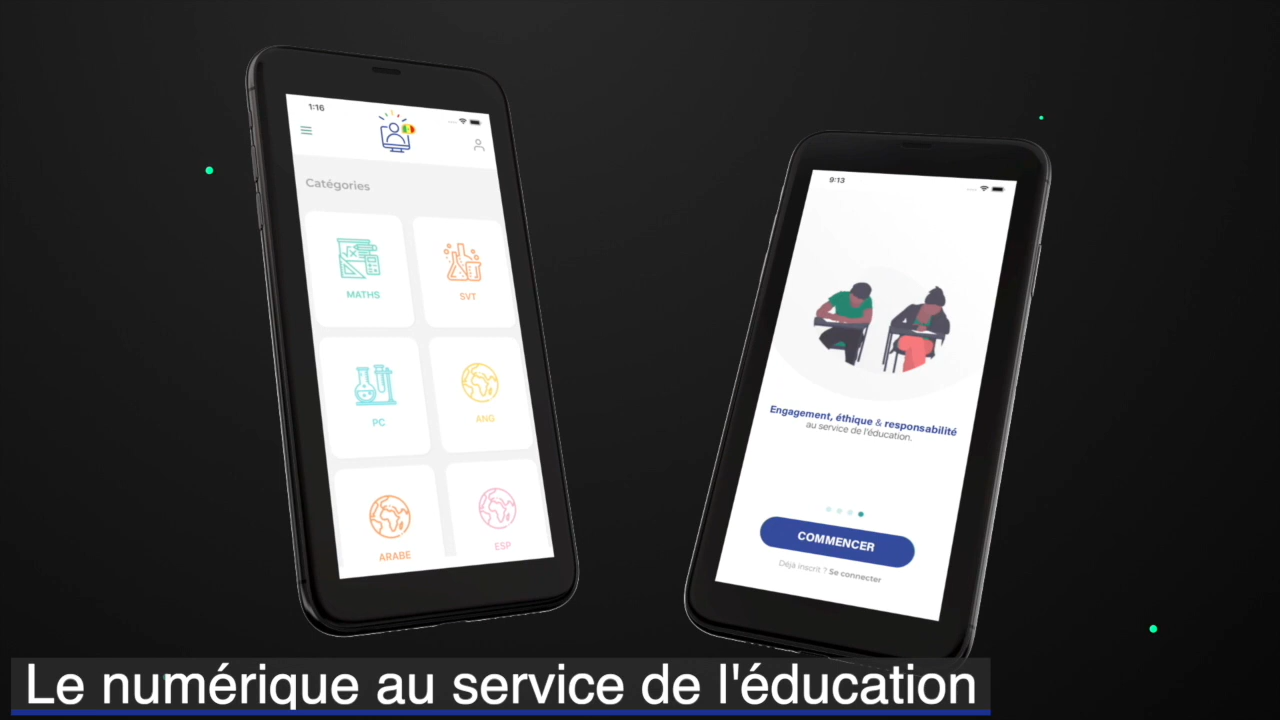 1:16
Catégories
MATHS
SVT
PC
ANG
ARABE
ESP
9:13
Engagement, éthique & responsabilité
au service de l'éducation.
COMMENCER
Déjà inscrit ? Se connecter
Le numérique au service de l'éducation